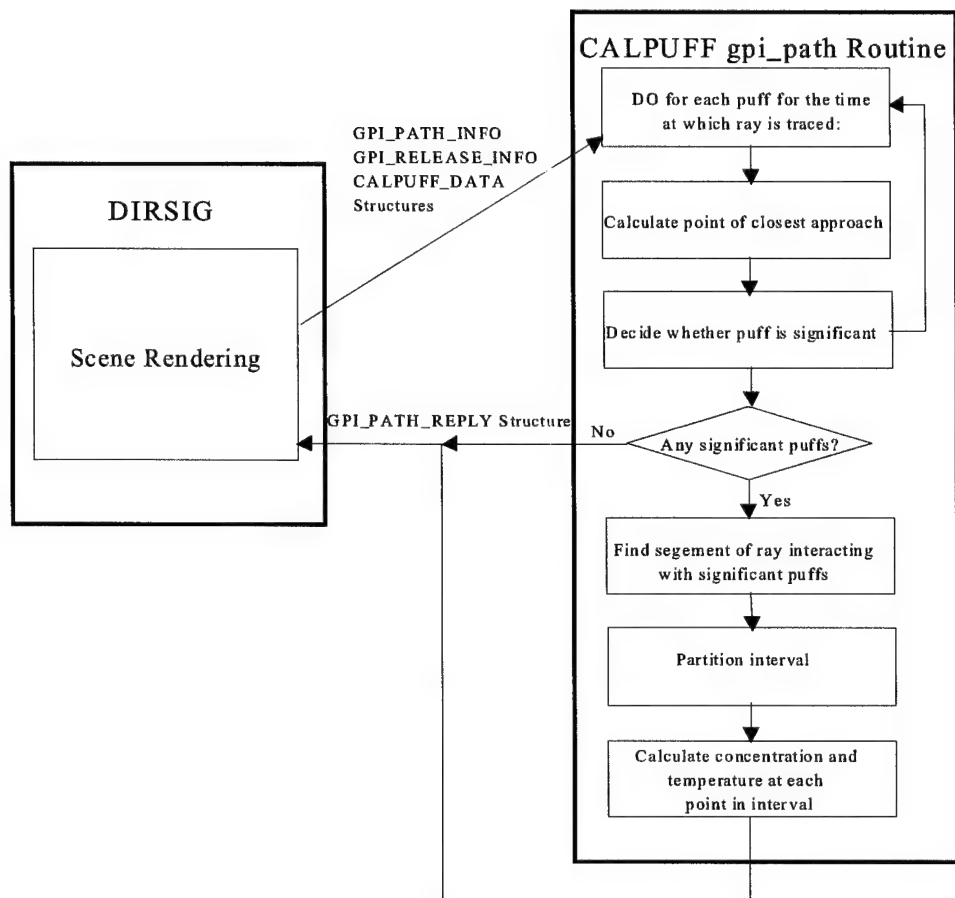 CALPUFF gpi_path Routine
DO for each puff for the time
at which ray is traced:
GPI_PATH_INFO
GPI_RELEASE_INFO
CALPUFF_DATA
Structures
DIRSIG
Calculate point of closest approach
Scene Rendering
Decide whether puff is significant
GPI_PATH_REPLY Structure
No
Any significant puffs?
Yes
Find segement of ray interacting
with significant puffs
Partition interval
Calculate concentration and
temperature at each
point in interval